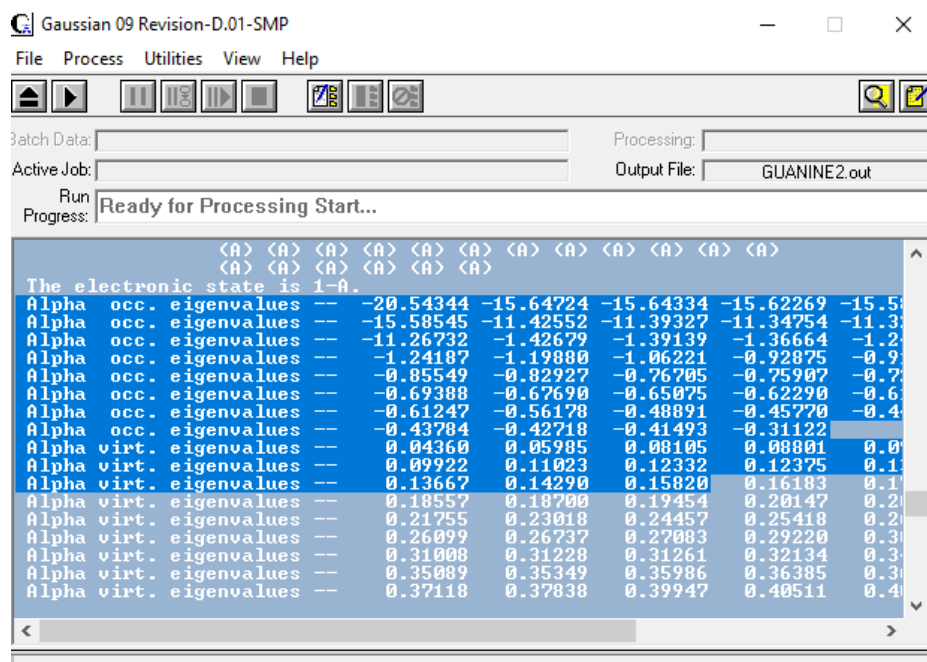 Gaussian 09 Revision-D.01-SMP
File Process Utilities View Help
Batch Data: Processing:
Active Job: Output File: GUANINE2.out
Run Progress: Ready for Processing Start...
(A) (A) (A) (A) (A) (A) (A) (A) (A) (A) (A) (A)
(A) (A) (A) (A) (A) (A)
The electronic state is 1-A.
Alpha occ. eigenvalues -- -20.54344 -15.64724 -15.64334 -15.62269
Alpha occ. eigenvalues -- -15.58545 -11.42552 -11.39327 -11.34754
Alpha occ. eigenvalues -- -11.26732 -1.42679 -1.39139 -1.36664
Alpha occ. eigenvalues -- -1.24187 -1.19880 -1.06221 -0.92875
Alpha occ. eigenvalues -- -0.85549 -0.82927 -0.76705 -0.75907
Alpha occ. eigenvalues -- -0.69388 -0.67690 -0.65075 -0.62290
Alpha occ. eigenvalues -- -0.61247 -0.56178 -0.48891 -0.45770
Alpha occ. eigenvalues -- -0.43784 -0.42718 -0.41493 -0.31122
Alpha virt. eigenvalues -- 0.04360 0.05985 0.08105 0.08801
Alpha virt. eigenvalues -- 0.09922 0.11023 0.12332 0.12375
Alpha virt. eigenvalues -- 0.13667 0.14290 0.15820 0.16183
Alpha virt. eigenvalues -- 0.18557 0.18700 0.19454 0.20147
Alpha virt. eigenvalues -- 0.21755 0.23018 0.24457 0.25418
Alpha virt. eigenvalues -- 0.26099 0.26737 0.27083 0.29220
Alpha virt. eigenvalues -- 0.31008 0.31228 0.31261 0.32134
Alpha virt. eigenvalues -- 0.35089 0.35349 0.35986 0.36385
Alpha virt. eigenvalues -- 0.37118 0.37838 0.39947 0.40511